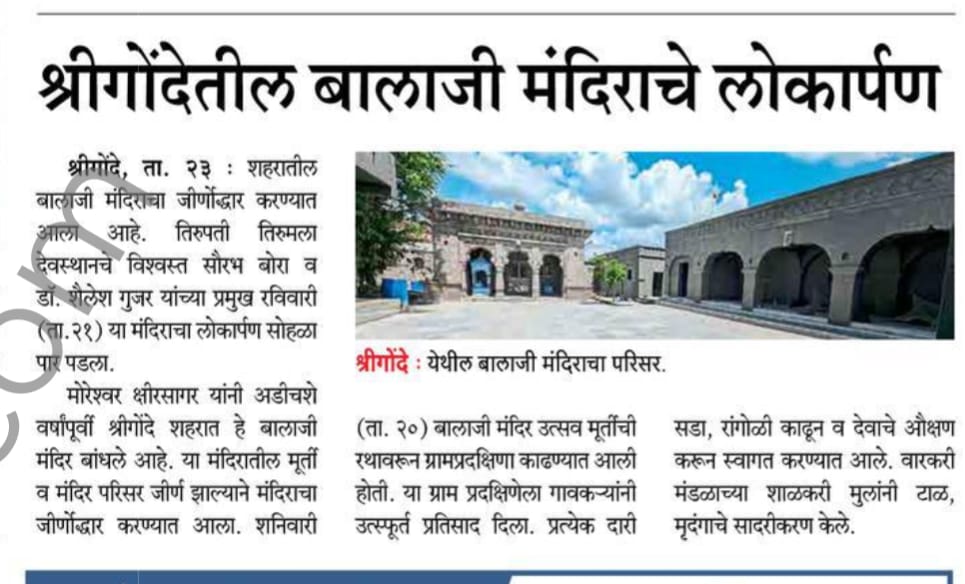 श्रीगोंदेतील बालाजी मंदिराचे लोकार्पण
श्रीगोंदे, ता. २३ : शहरातील
बालाजी मंदिराचा जीर्णोद्धार करण्यात
आला आहे. तिरुपती तिरुमला
देवस्थानचे विश्वस्त सौरभ बोरा व
डॉ. शैलेश गुजर यांच्या प्रमुख रविवारी
(ता.२१) या मंदिराचा लोकार्पण सोहळा
पार पडला.
मोरेश्वर क्षीरसागर यांनी अडीचशे
वर्षांपूर्वी श्रीगोंदे शहरात हे बालाजी
मंदिर बांधले आहे. या मंदिरातील मूर्ती
व मंदिर परिसर जीर्ण झाल्याने मंदिराचा
जीर्णोद्धार करण्यात आला. शनिवारी
श्रीगोंदे : येथील बालाजी मंदिराचा परिसर.
(ता. २०) बालाजी मंदिर उत्सव मूर्तीची
रथावरून ग्रामप्रदक्षिणा काढण्यात आली
होती. या ग्राम प्रदक्षिणेला गावकऱ्यांनी
उत्स्फूर्त प्रतिसाद दिला. प्रत्येक दारी
सडा, रांगोळी काढून व देवाचे औक्षण
करून स्वागत करण्यात आले. वारकरी
मंडळाच्या शाळकरी मुलांनी टाळ,
मृदंगाचे सादरीकरण केले.
com